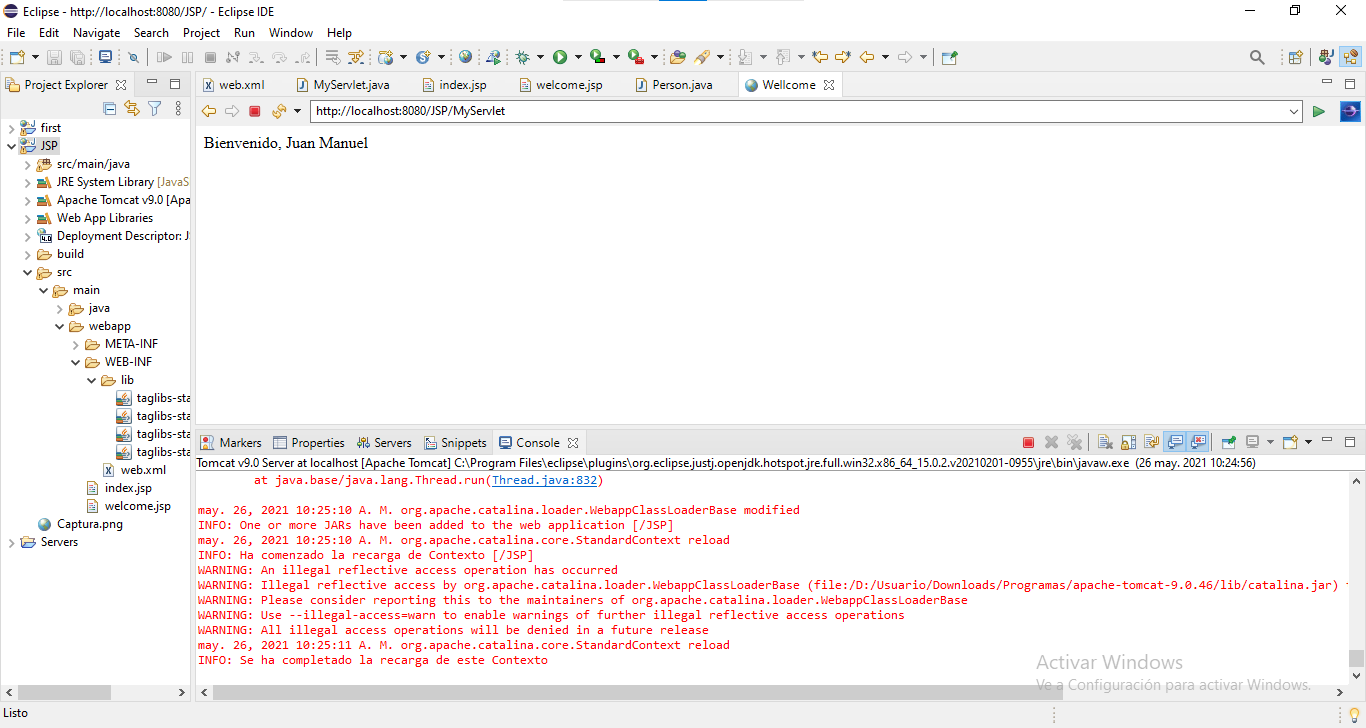 Eclipse - http://localhost:8080/JSP/ - Eclipse IDE
File Edit Navigate Search Project Run Window Help
Project Explorer
web.xml MyServlet.java index.jsp welcome.jsp Person.java Wellcome
http://localhost:8080/JSP/MyServlet
Bienvenido, Juan Manuel
first
JSP
src/main/java
JRE System Library [JavaS
Apache Tomcat v9.0 [Apa
Web App Libraries
Deployment Descriptor: J
build
src
main
java
webapp
META-INF
WEB-INF
lib
taglibs-sta
taglibs-sta
taglibs-sta
taglibs-sta
web.xml
index.jsp
welcome.jsp
Captura.png
Servers
Markers Properties Servers Snippets Console
Tomcat v9.0 Server at localhost [Apache Tomcat] C:\Program Files\eclipse\plugins\org.eclipse.justj.openjdk.hotspot.jre.full.win32.x86_64_15.0.2.v20210201-0955\jre\bin\javaw.exe (26 may. 2021 10:24:56)
at java.base/java.lang.Thread.run(Thread.java:832)
may. 26, 2021 10:25:10 A. M. org.apache.catalina.loader.WebappClassLoaderBase modified
INFO: One or more JARs have been added to the web application [/JSP]
may. 26, 2021 10:25:10 A. M. org.apache.catalina.core.StandardContext reload
INFO: Ha comenzado la recarga de Contexto [/JSP]
WARNING: An illegal reflective access operation has occurred
WARNING: Illegal reflective access by org.apache.catalina.loader.WebappClassLoaderBase (file:/D:/Usuario/Downloads/Programas/apache-tomcat-9.0.46/lib/catalina.jar)
WARNING: Please consider reporting this to the maintainers of org.apache.catalina.loader.WebappClassLoaderBase
WARNING: Use --illegal-access=warn to enable warnings of further illegal reflective access operations
WARNING: All illegal access operations will be denied in a future release
may. 26, 2021 10:25:11 A. M. org.apache.catalina.core.StandardContext reload
INFO: Se ha completado la recarga de este Contexto
Activar Windows
Ve a Configuración para activar Windows.
Listo